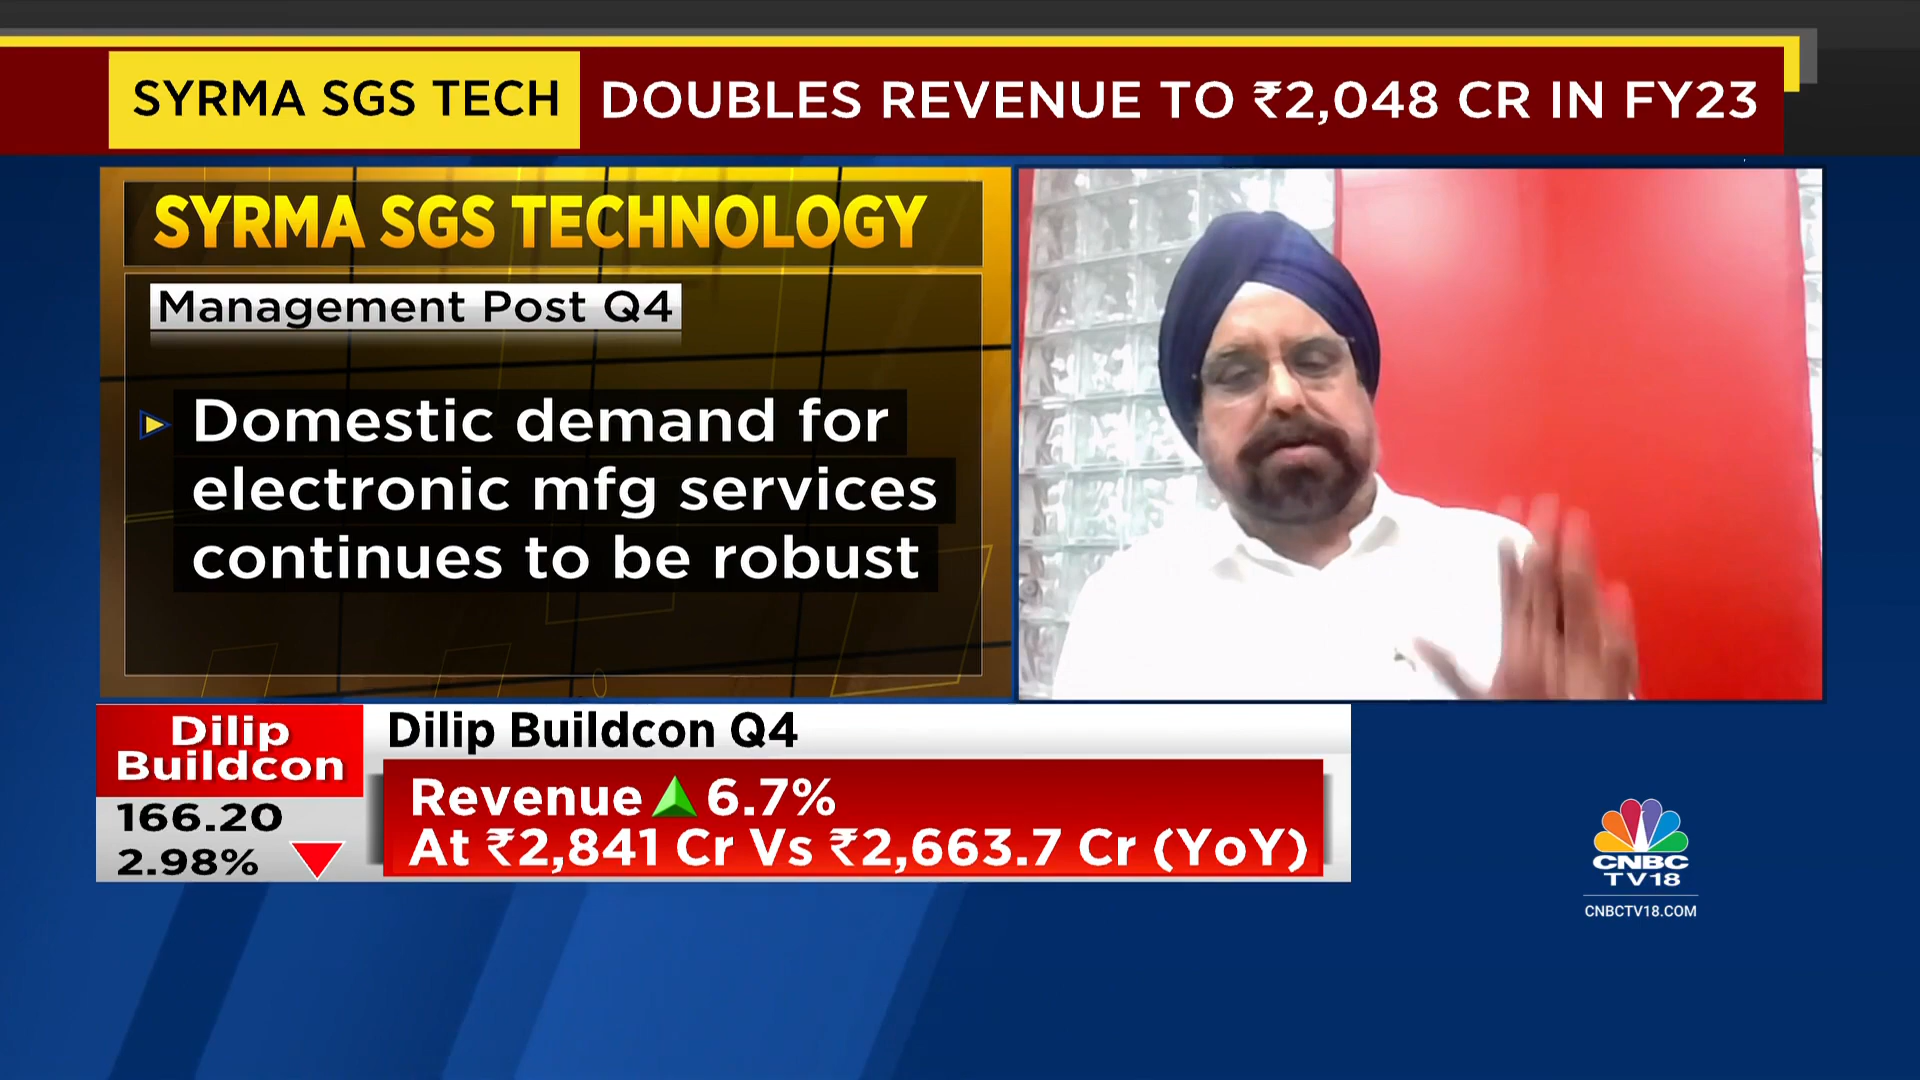 SYRMA SGS TECH DOUBLES REVENUE TO ₹2,048 CR IN FY23
SYRMA SGS TECHNOLOGY
Management Post Q4
Domestic demand for
electronic mfg services
continues to be robust
Dilip
Buildcon
166.20
2.98%
Dilip Buildcon Q4
Revenue 6.7%
At ₹2,841 Cr Vs ₹2,663.7 Cr (YoY)
CNBC
TV18
CNBCTV18.COM